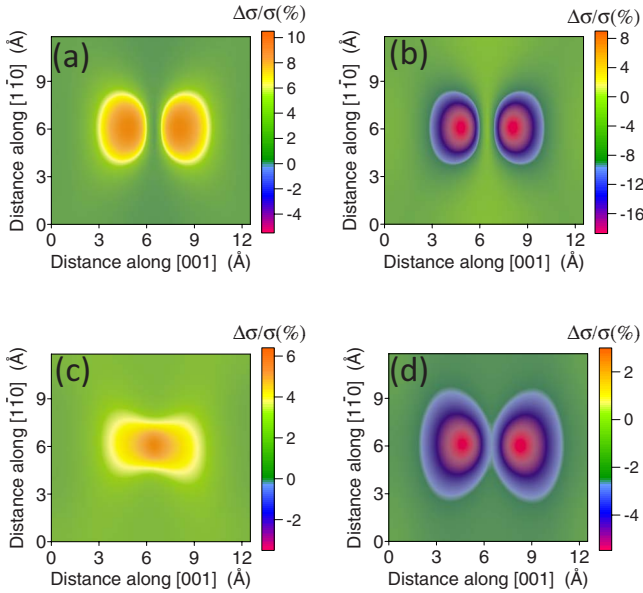 Δσ/σ(%)
(a)
Distance along [11̄0] (Å)
9
6
3
0
0 3 6 9 12
Distance along [001] (Å)
10
8
6
4
2
0
-2
-4
Δσ/σ(%)
(b)
Distance along [11̄0] (Å)
9
6
3
0
0 3 6 9 12
Distance along [001] (Å)
8
4
0
-4
-8
-12
-16
Δσ/σ(%)
(c)
Distance along [11̄0] (Å)
9
6
3
0
0 3 6 9 12
Distance along [001] (Å)
6
4
2
0
-2
Δσ/σ(%)
(d)
Distance along [11̄0] (Å)
9
6
3
0
0 3 6 9 12
Distance along [001] (Å)
2
0
-2
-4